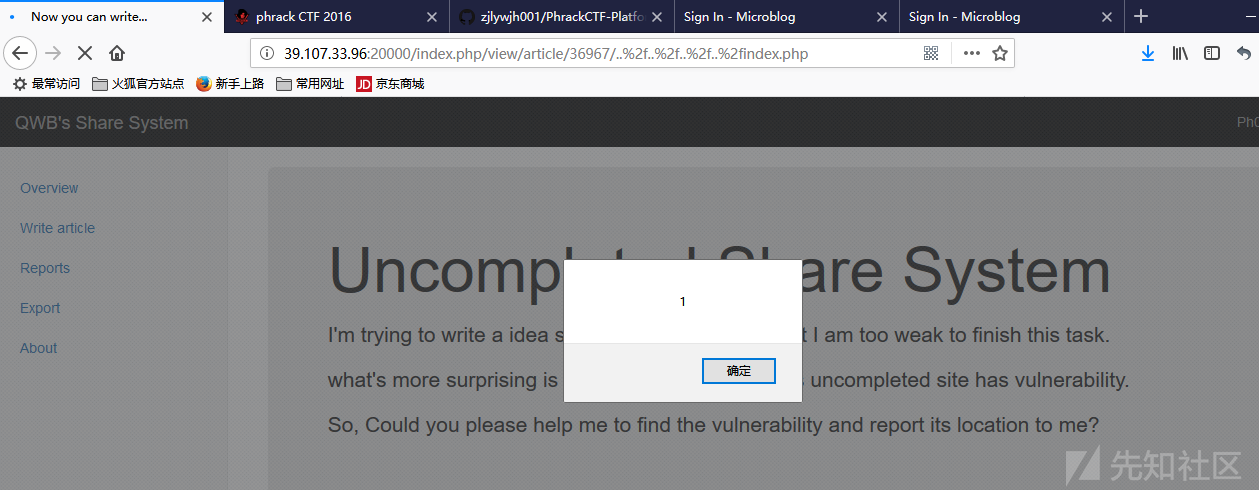 Now you can write...
phrack CTF 2016
zjlywjh001/PhrackCTF-Platfo
Sign In - Microblog
Sign In - Microblog
39.107.33.96:20000/index.php/view/article/36967/..%2f..%2f..%2f..%2findex.php
最常访问
火狐官方站点
新手上路
常用网址
JD 京东商城
QWB's Share System
Overview
Write article
Reports
Export
About
Uncompleted Share System
I'm trying to write a idea s t I am too weak to finish this task.
what's more surprising is uncompleted site has vulnerability.
So, Could you please help me to find the vulnerability and report its location to me?
1
确定
先知社区